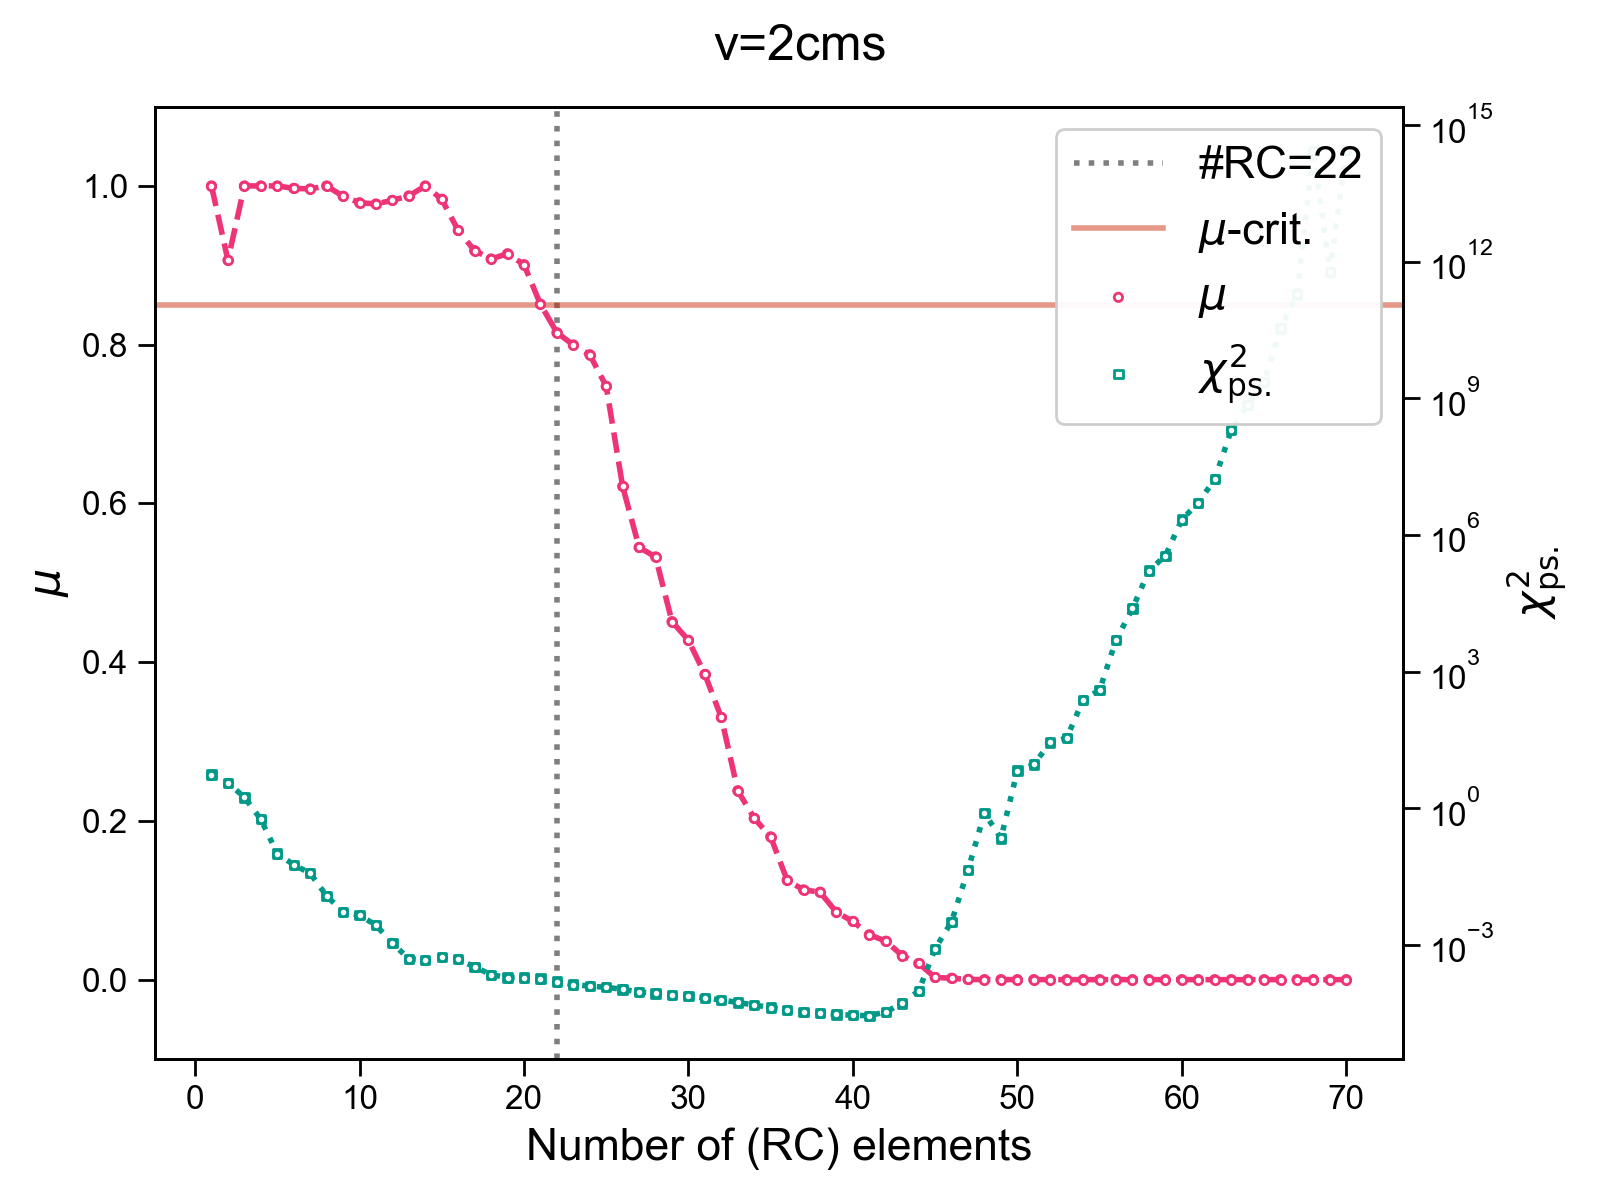 v=2cms
#RC=22
μ-crit.
μ
χ²ps.
1.0
0.8
0.6
0.4
0.2
0.0
μ
10¹⁵
10¹²
10⁹
10⁶
10³
10⁰
10⁻³
χ²ps.
0 10 20 30 40 50 60 70
Number of (RC) elements